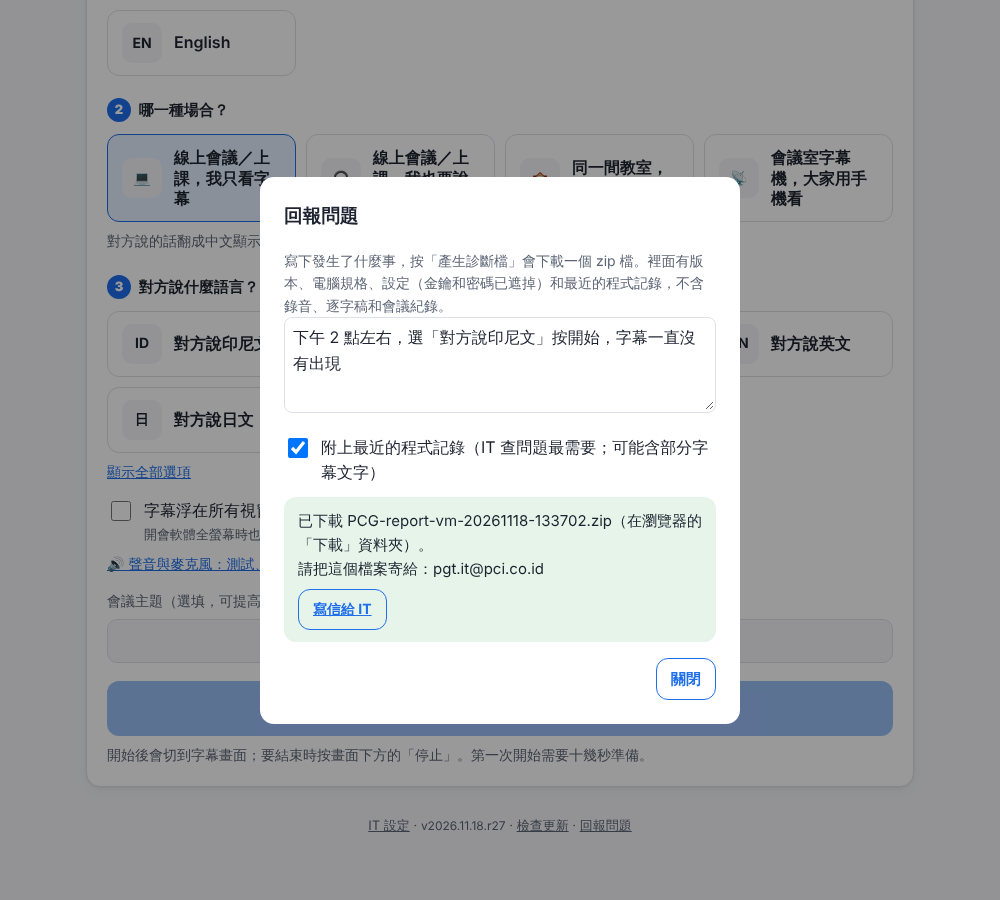 EN English
2 哪一種場合？
線上會議／上
課，我只看字
幕
線上會議／上
同一間教室，
會議室字幕
機，大家用手
機看
對方說的話翻成中文顯示
3 對方說什麼語言？
ID 對方說印尼文
對方說英文
日 對方說日文
顯示全部選項
字幕浮在所有視窗
開會軟體全螢幕時也
聲音與麥克風：測試
會議主題（選填，可提高
回報問題
寫下發生了什麼事，按「產生診斷檔」會下載一個 zip 檔。裡面有版
本、電腦規格、設定（金鑰和密碼已遮掉）和最近的程式記錄，不含
錄音、逐字稿和會議紀錄。
下午 2 點左右，選「對方說印尼文」按開始，字幕一直沒
有出現
附上最近的程式記錄（IT 查問題最需要；可能含部分字
幕文字）
已下載 PCG-report-vm-20261118-133702.zip（在瀏覽器的
「下載」資料夾）。
請把這個檔案寄給：pgt.it@pci.co.id
寫信給 IT
關閉
開始後會切到字幕畫面；要結束時按畫面下方的「停止」。第一次開始需要十幾秒準備。
IT 設定 · v2026.11.18.r27 · 檢查更新 · 回報問題